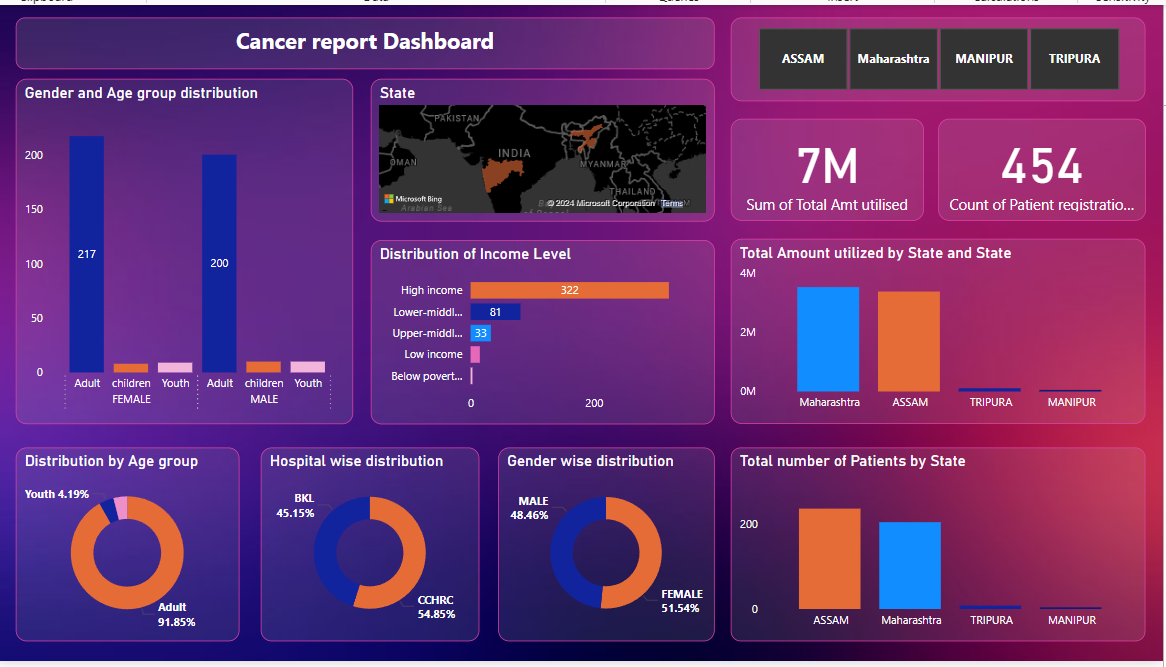 Cancer report Dashboard
ASSAM
Maharashtra
MANIPUR
TRIPURA
Gender and Age group distribution
200
150
100
50
0
217
200
Adult
children
Youth
Adult
children
Youth
FEMALE
MALE
State
PAKISTAN
OMAN
INDIA
MYANMAR
THAILAND
Arabian Sea
Microsoft Bing
© 2024 Microsoft Corporation
Terms
7M
Sum of Total Amt utilised
454
Count of Patient registratio...
Distribution of Income Level
High income
322
Lower-middl...
81
Upper-middl...
33
Low income
Below povert...
0
200
Total Amount utilized by State and State
4M
2M
0M
Maharashtra
ASSAM
TRIPURA
MANIPUR
Distribution by Age group
Youth 4.19%
Adult
91.85%
Hospital wise distribution
BKL
45.15%
CCHRC
54.85%
Gender wise distribution
MALE
48.46%
FEMALE
51.54%
Total number of Patients by State
200
0
ASSAM
Maharashtra
TRIPURA
MANIPUR